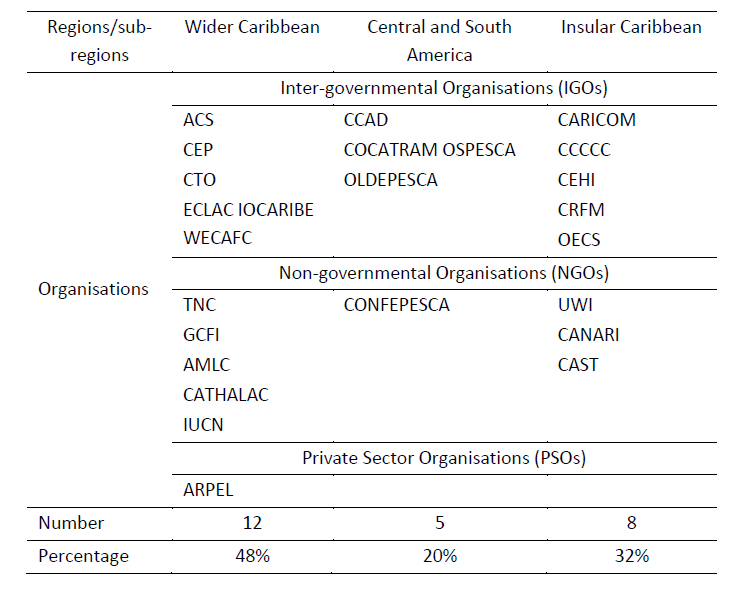 Regions/sub-regions Wider Caribbean Central and South America Insular Caribbean
Inter-governmental Organisations (IGOs)
ACS CCAD CARICOM
CEP COCATRAM OSPESCA CCCCC
CTO OLDEPESCA CEHI
ECLAC IOCARIBE CRFM
WECAFC OECS
Non-governmental Organisations (NGOs)
Organisations
TNC CONFEPESCA UWI
GCFI CANARI
AMLC CAST
CATHALAC
IUCN
Private Sector Organisations (PSOs)
ARPEL
Number 12 5 8
Percentage 48% 20% 32%